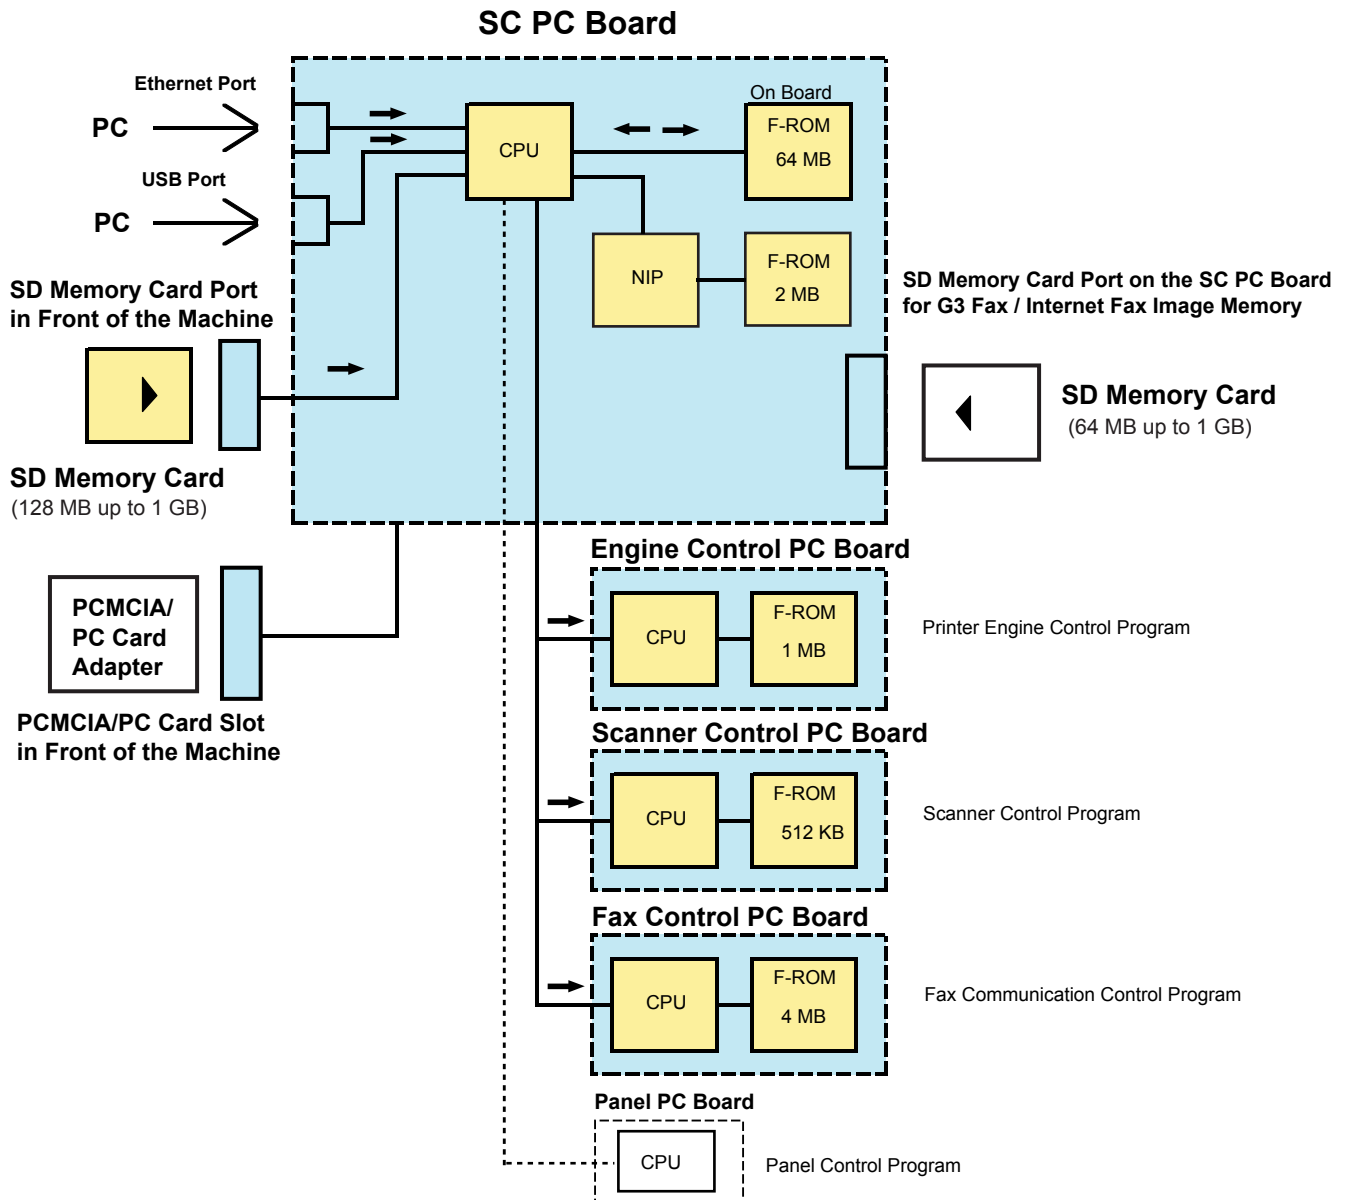 SC PC Board
Ethernet Port
PC
USB Port
PC
On Board
F-ROM
64 MB
CPU
NIP
F-ROM
2 MB
SD Memory Card Port
in Front of the Machine
SD Memory Card
(128 MB up to 1 GB)
SD Memory Card Port on the SC PC Board
for G3 Fax / Internet Fax Image Memory
SD Memory Card
(64 MB up to 1 GB)
PCMCIA/
PC Card
Adapter
PCMCIA/PC Card Slot
in Front of the Machine
Engine Control PC Board
CPU
F-ROM
1 MB
Printer Engine Control Program
Scanner Control PC Board
CPU
F-ROM
512 KB
Scanner Control Program
Fax Control PC Board
CPU
F-ROM
4 MB
Fax Communication Control Program
Panel PC Board
CPU
Panel Control Program